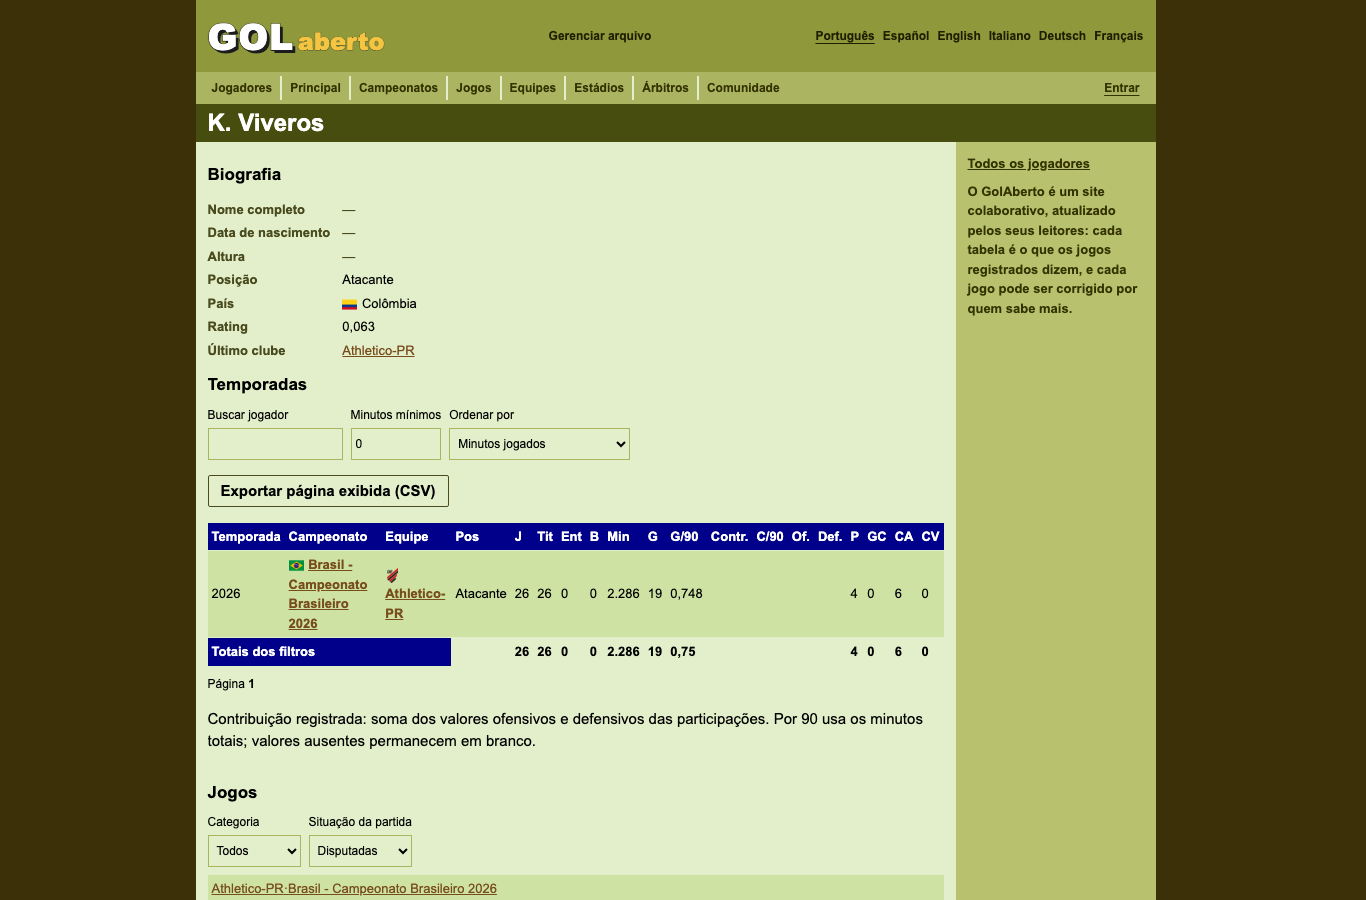 GOL aberto
Gerenciar arquivo
Português Español English Italiano Deutsch Français
Jogadores Principal Campeonatos Jogos Equipes Estádios Árbitros Comunidade Entrar
K. Viveros
Biografia
Nome completo —
Data de nascimento —
Altura —
Posição Atacante
País Colômbia
Rating 0,063
Último clube Athletico-PR
Temporadas
Buscar jogador Minutos mínimos Ordenar por
0 Minutos jogados
Exportar página exibida (CSV)
Temporada Campeonato Equipe Pos J Tit Ent B Min G G/90 Contr. C/90 Of. Def. P GC CA CV
2026 Brasil - Campeonato Brasileiro 2026 Athletico-PR Atacante 26 26 0 0 2.286 19 0,748 4 0 6 0
Totais dos filtros 26 26 0 0 2.286 19 0,75 4 0 6 0
Página 1
Contribuição registrada: soma dos valores ofensivos e defensivos das participações. Por 90 usa os minutos
totais; valores ausentes permanecem em branco.
Jogos
Categoria Situação da partida
Todos Disputadas
Athletico-PR·Brasil - Campeonato Brasileiro 2026
Todos os jogadores
O GolAberto é um site
colaborativo, atualizado
pelos seus leitores: cada
tabela é o que os jogos
registrados dizem, e cada
jogo pode ser corrigido por
quem sabe mais.